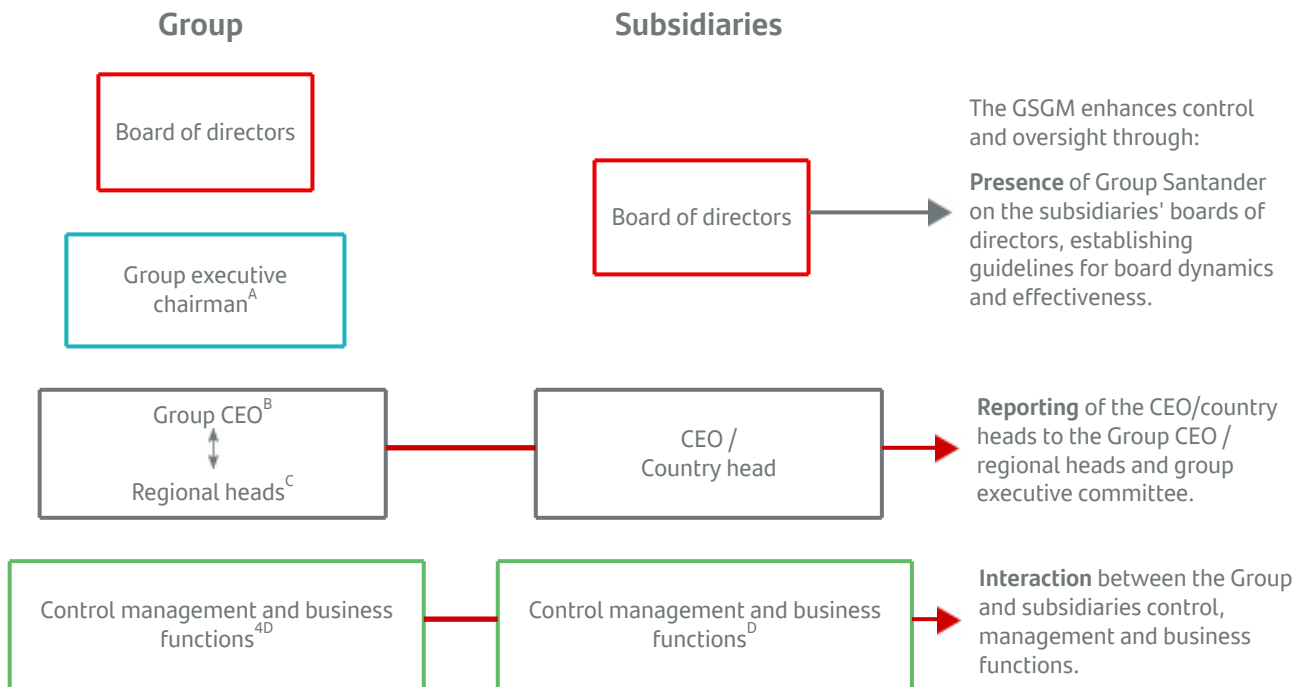 Group
Subsidiaries
Board of directors
Board of directors
The GSGM enhances control
and oversight through:
Presence of Group Santander
on the subsidiaries' boards of
directors, establishing
guidelines for board dynamics
and effectiveness.
Group executive
chairmanA
Group CEOB
Regional headsC
CEO /
Country head
Reporting of the CEO/country
heads to the Group CEO /
regional heads and group
executive committee.
Control management and business
functions4D
Control management and business
functionsD
Interaction between the Group
and subsidiaries control,
management and business
functions.